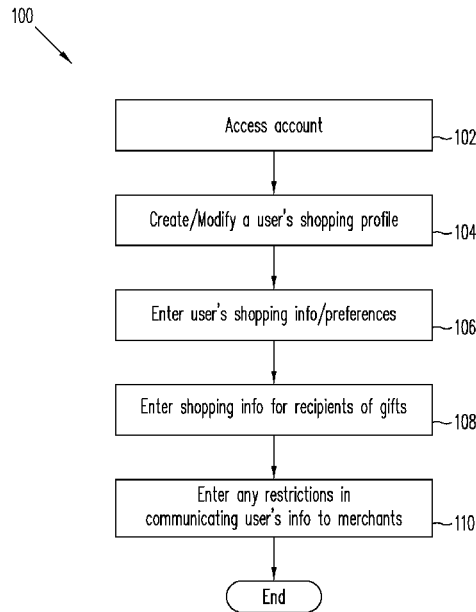 100
Access account
102
Create/Modify a user's shopping profile
104
Enter user's shopping info/preferences
106
Enter shopping info for recipients of gifts
108
Enter any restrictions in
communicating user's info to merchants
110
End